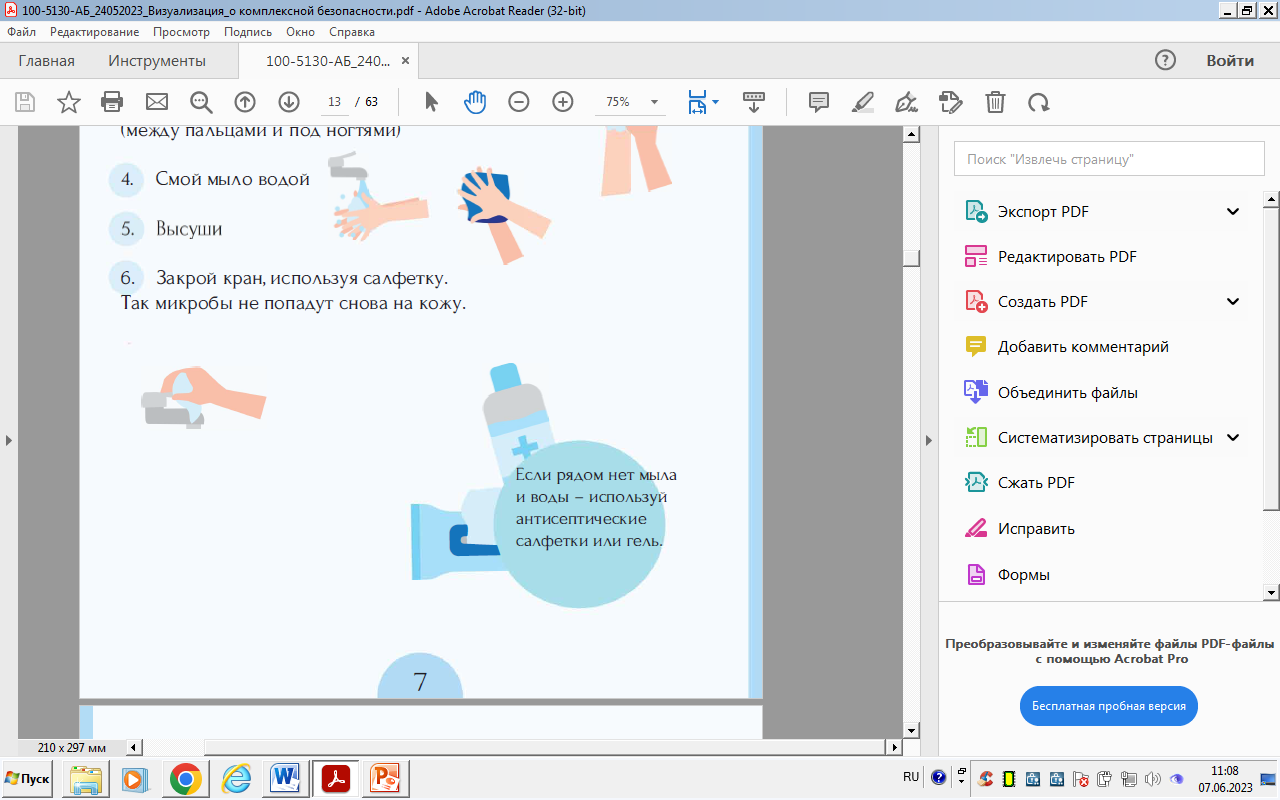 100-5130-АБ_24052023_Визуализация_о комплексной безопасности.pdf - Adobe Acrobat Reader (32-bit)
Файл Редактирование Просмотр Подпись Окно Справка
Главная Инструменты 100-5130-АБ_240... × Войти
13 / 63 75%
(между пальцами и под ногтями)
4. Смой мыло водой
5. Высуши
6. Закрой кран, используя салфетку.
Так микробы не попадут снова на кожу.
Если рядом нет мыла
и воды – используй
антисептические
салфетки или гель.
7
210 x 297 мм
Поиск "Извлечь страницу"
Экспорт PDF
Редактировать PDF
Создать PDF
Добавить комментарий
Объединить файлы
Систематизировать страницы
Сжать PDF
Исправить
Формы
Преобразовывайте и изменяйте файлы PDF-файлы
с помощью Acrobat Pro
Бесплатная пробная версия
Пуск
RU
11:08
07.06.2023